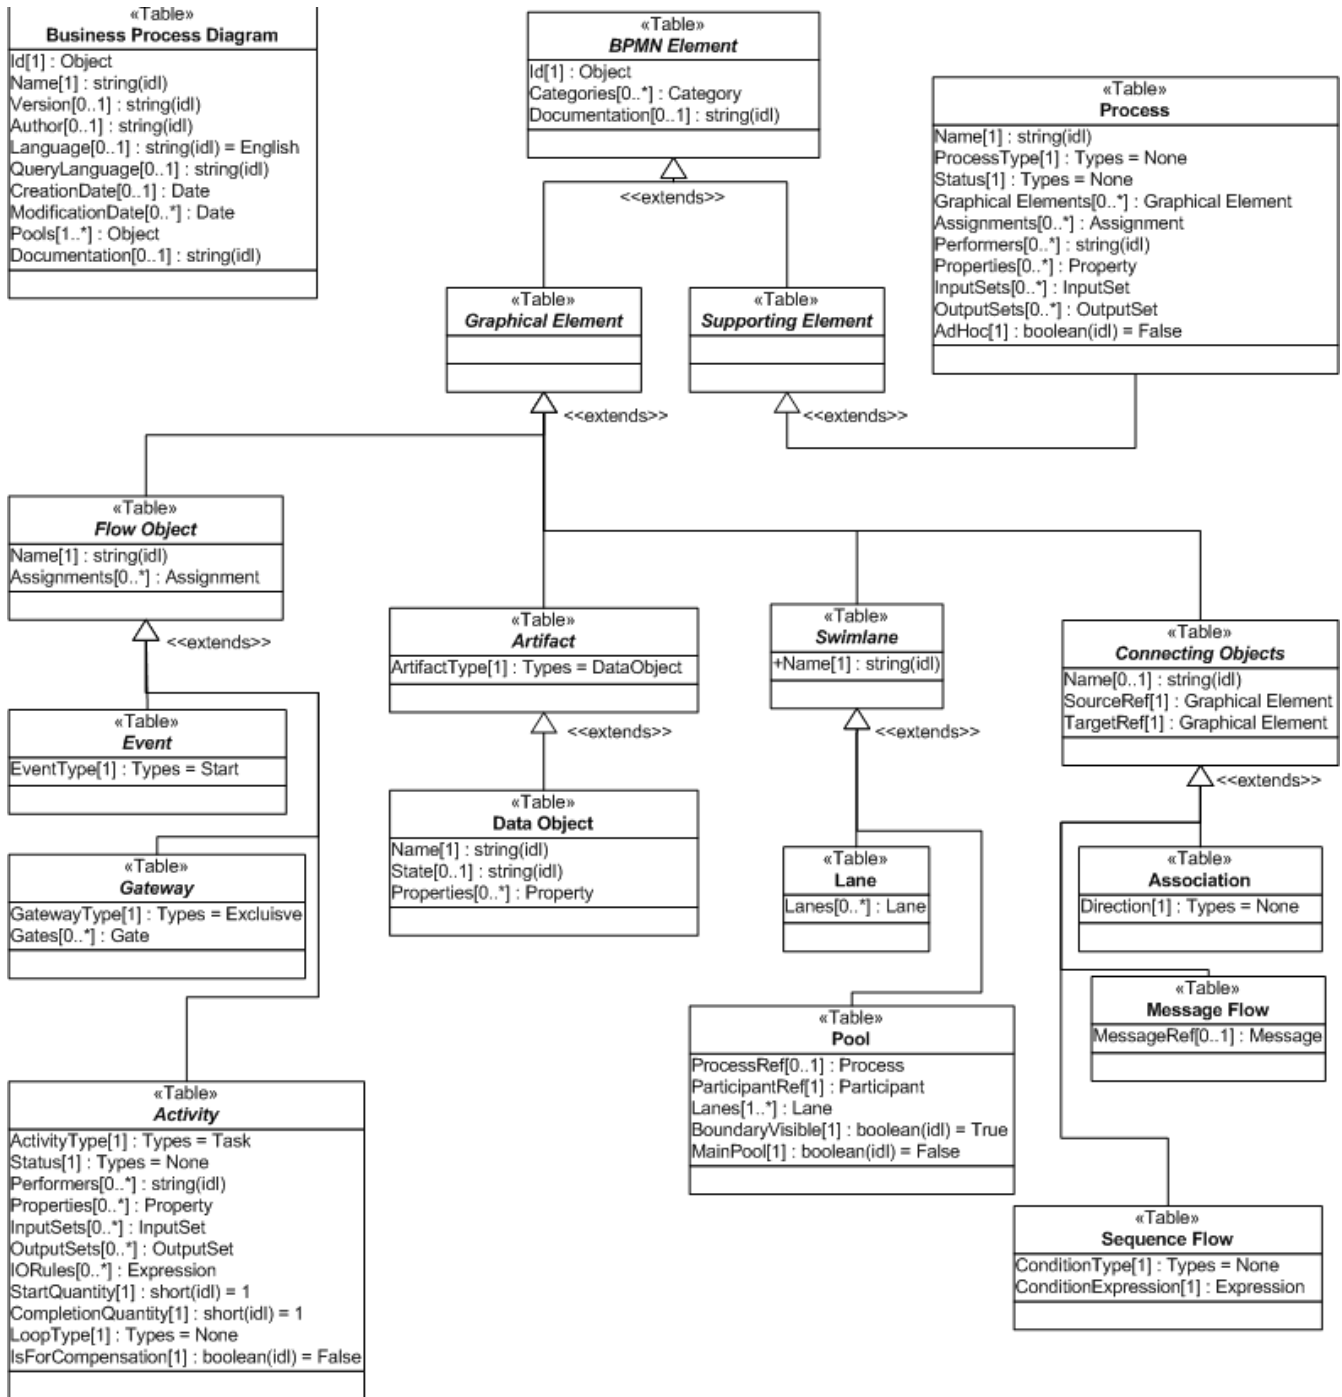 «Table»
Business Process Diagram
Id[1] : Object
Name[1] : string(idl)
Version[0..1] : string(idl)
Author[0..1] : string(idl)
Language[0..1] : string(idl) = English
QueryLanguage[0..1] : string(idl)
CreationDate[0..1] : Date
ModificationDate[0..*] : Date
Pools[1..*] : Object
Documentation[0..1] : string(idl)
«Table»
BPMN Element
Id[1] : Object
Categories[0..*] : Category
Documentation[0..1] : string(idl)
<<extends>>
«Table»
Process
Name[1] : string(idl)
ProcessType[1] : Types = None
Status[1] : Types = None
Graphical Elements[0..*] : Graphical Element
Assignments[0..*] : Assignment
Performers[0..*] : string(idl)
Properties[0..*] : Property
InputSets[0..*] : InputSet
OutputSets[0..*] : OutputSet
AdHoc[1] : boolean(idl) = False
«Table»
Graphical Element
<<extends>>
«Table»
Supporting Element
<<extends>>
«Table»
Flow Object
Name[1] : string(idl)
Assignments[0..*] : Assignment
<<extends>>
«Table»
Artifact
ArtifactType[1] : Types = DataObject
<<extends>>
«Table»
Swimlane
+Name[1] : string(idl)
<<extends>>
«Table»
Connecting Objects
Name[0..1] : string(idl)
SourceRef[1] : Graphical Element
TargetRef[1] : Graphical Element
<<extends>>
«Table»
Event
EventType[1] : Types = Start
«Table»
Data Object
Name[1] : string(idl)
State[0..1] : string(idl)
Properties[0..*] : Property
«Table»
Lane
Lanes[0..*] : Lane
«Table»
Association
Direction[1] : Types = None
«Table»
Gateway
GatewayType[1] : Types = Excluisve
Gates[0..*] : Gate
«Table»
Message Flow
MessageRef[0..1] : Message
«Table»
Pool
ProcessRef[0..1] : Process
ParticipantRef[1] : Participant
Lanes[1..*] : Lane
BoundaryVisible[1] : boolean(idl) = True
MainPool[1] : boolean(idl) = False
«Table»
Activity
ActivityType[1] : Types = Task
Status[1] : Types = None
Performers[0..*] : string(idl)
Properties[0..*] : Property
InputSets[0..*] : InputSet
OutputSets[0..*] : OutputSet
IORules[0..*] : Expression
StartQuantity[1] : short(idl) = 1
CompletionQuantity[1] : short(idl) = 1
LoopType[1] : Types = None
IsForCompensation[1] : boolean(idl) = False
«Table»
Sequence Flow
ConditionType[1] : Types = None
ConditionExpression[1] : Expression